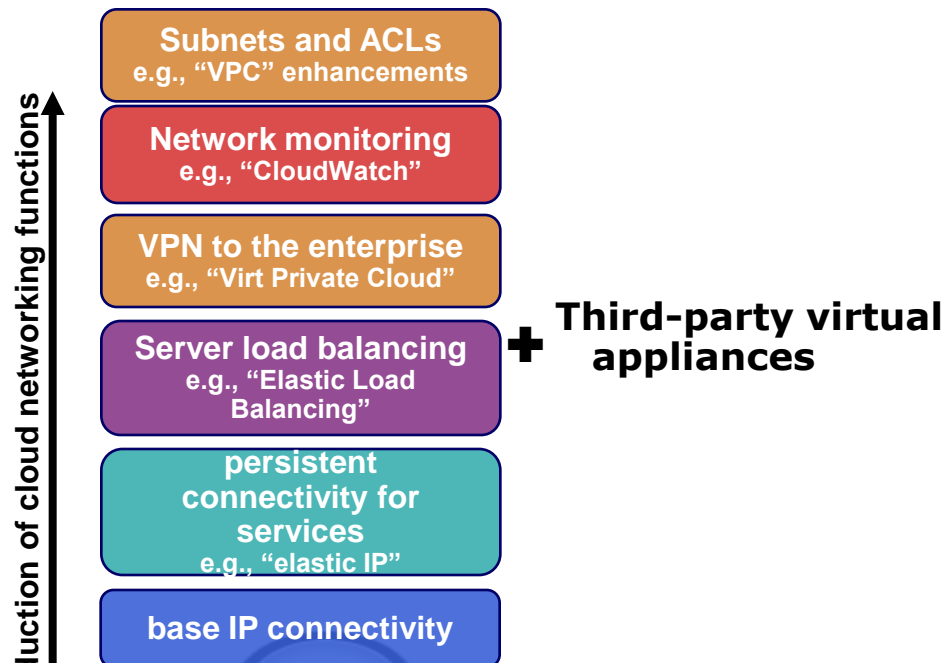 Subnets and ACLs
e.g., “VPC” enhancements
Network monitoring
e.g., “CloudWatch”
VPN to the enterprise
e.g., “Virt Private Cloud”
Server load balancing
e.g., “Elastic Load
Balancing”
persistent
connectivity for
services
e.g., “elastic IP”
base IP connectivity
luction of cloud networking functions
Third-party virtual
appliances